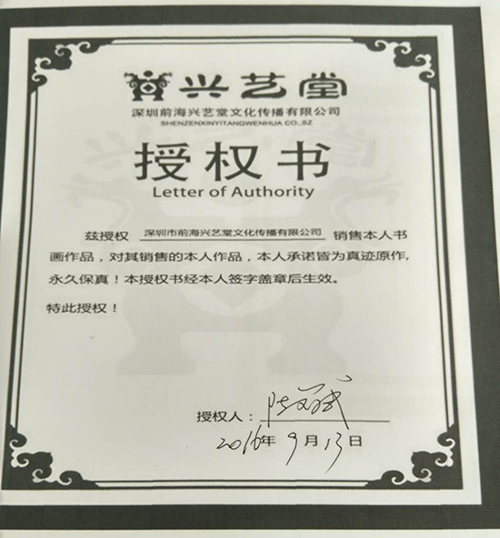 兴艺堂
深圳前海兴艺堂文化传播有限公司
SHENZENXINYITANGWENHUA CO.,SZ
授权书
Letter of Authority
兹授权 深圳市前海兴艺堂文化传播有限公司 销售本人书
画作品，对其销售的本人作品，本人承诺皆为真迹原作，
永久保真！本授权书经本人签字盖章后生效。
特此授权！
授权人：
2016年9月13日